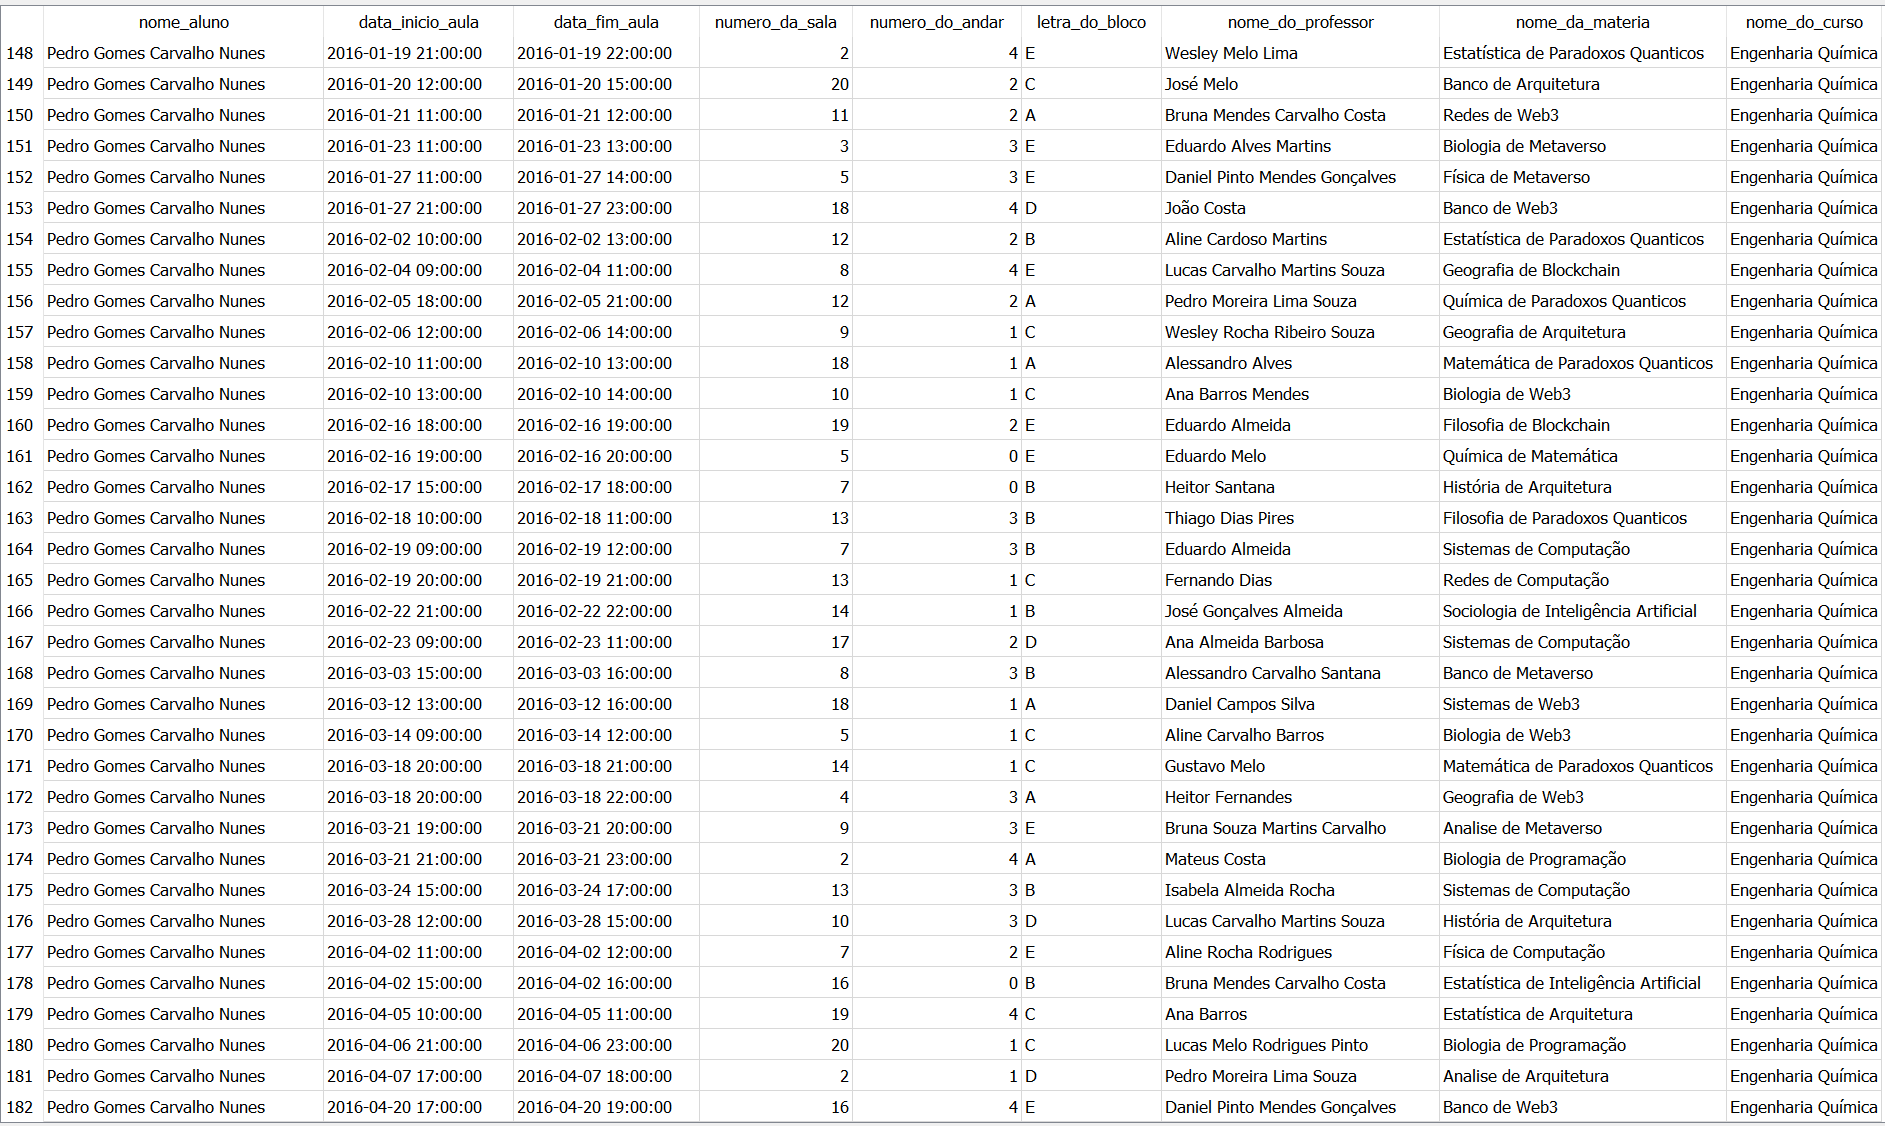 nome_aluno data_inicio_aula data_fim_aula numero_da_sala numero_do_andar letra_do_bloco nome_do_professor nome_da_materia nome_do_curso
148 Pedro Gomes Carvalho Nunes 2016-01-19 21:00:00 2016-01-19 22:00:00 2 4 E Wesley Melo Lima Estatística de Paradoxos Quanticos Engenharia Química
149 Pedro Gomes Carvalho Nunes 2016-01-20 12:00:00 2016-01-20 15:00:00 20 2 C José Melo Banco de Arquitetura Engenharia Química
150 Pedro Gomes Carvalho Nunes 2016-01-21 11:00:00 2016-01-21 12:00:00 11 2 A Bruna Mendes Carvalho Costa Redes de Web3 Engenharia Química
151 Pedro Gomes Carvalho Nunes 2016-01-23 11:00:00 2016-01-23 13:00:00 3 3 E Eduardo Alves Martins Biologia de Metaverso Engenharia Química
152 Pedro Gomes Carvalho Nunes 2016-01-27 11:00:00 2016-01-27 14:00:00 5 3 E Daniel Pinto Mendes Gonçalves Física de Metaverso Engenharia Química
153 Pedro Gomes Carvalho Nunes 2016-01-27 21:00:00 2016-01-27 23:00:00 18 4 D João Costa Banco de Web3 Engenharia Química
154 Pedro Gomes Carvalho Nunes 2016-02-02 10:00:00 2016-02-02 13:00:00 12 2 B Aline Cardoso Martins Estatística de Paradoxos Quanticos Engenharia Química
155 Pedro Gomes Carvalho Nunes 2016-02-04 09:00:00 2016-02-04 11:00:00 8 4 E Lucas Carvalho Martins Souza Geografia de Blockchain Engenharia Química
156 Pedro Gomes Carvalho Nunes 2016-02-05 18:00:00 2016-02-05 21:00:00 12 2 A Pedro Moreira Lima Souza Química de Paradoxos Quanticos Engenharia Química
157 Pedro Gomes Carvalho Nunes 2016-02-06 12:00:00 2016-02-06 14:00:00 9 1 C Wesley Rocha Ribeiro Souza Geografia de Arquitetura Engenharia Química
158 Pedro Gomes Carvalho Nunes 2016-02-10 11:00:00 2016-02-10 13:00:00 18 1 A Alessandro Alves Matemática de Paradoxos Quanticos Engenharia Química
159 Pedro Gomes Carvalho Nunes 2016-02-10 13:00:00 2016-02-10 14:00:00 10 1 C Ana Barros Mendes Biologia de Web3 Engenharia Química
160 Pedro Gomes Carvalho Nunes 2016-02-16 18:00:00 2016-02-16 19:00:00 19 2 E Eduardo Almeida Filosofia de Blockchain Engenharia Química
161 Pedro Gomes Carvalho Nunes 2016-02-16 19:00:00 2016-02-16 20:00:00 5 0 E Eduardo Melo Química de Matemática Engenharia Química
162 Pedro Gomes Carvalho Nunes 2016-02-17 15:00:00 2016-02-17 18:00:00 7 0 B Heitor Santana História de Arquitetura Engenharia Química
163 Pedro Gomes Carvalho Nunes 2016-02-18 10:00:00 2016-02-18 11:00:00 13 3 B Thiago Dias Pires Filosofia de Paradoxos Quanticos Engenharia Química
164 Pedro Gomes Carvalho Nunes 2016-02-19 09:00:00 2016-02-19 12:00:00 7 3 B Eduardo Almeida Sistemas de Computação Engenharia Química
165 Pedro Gomes Carvalho Nunes 2016-02-19 20:00:00 2016-02-19 21:00:00 13 1 C Fernando Dias Redes de Computação Engenharia Química
166 Pedro Gomes Carvalho Nunes 2016-02-22 21:00:00 2016-02-22 22:00:00 14 1 B José Gonçalves Almeida Sociologia de Inteligência Artificial Engenharia Química
167 Pedro Gomes Carvalho Nunes 2016-02-23 09:00:00 2016-02-23 11:00:00 17 2 D Ana Almeida Barbosa Sistemas de Computação Engenharia Química
168 Pedro Gomes Carvalho Nunes 2016-03-03 15:00:00 2016-03-03 16:00:00 8 3 B Alessandro Carvalho Santana Banco de Metaverso Engenharia Química
169 Pedro Gomes Carvalho Nunes 2016-03-12 13:00:00 2016-03-12 16:00:00 18 1 A Daniel Campos Silva Sistemas de Web3 Engenharia Química
170 Pedro Gomes Carvalho Nunes 2016-03-14 09:00:00 2016-03-14 12:00:00 5 1 C Aline Carvalho Barros Biologia de Web3 Engenharia Química
171 Pedro Gomes Carvalho Nunes 2016-03-18 20:00:00 2016-03-18 21:00:00 14 1 C Gustavo Melo Matemática de Paradoxos Quanticos Engenharia Química
172 Pedro Gomes Carvalho Nunes 2016-03-18 20:00:00 2016-03-18 22:00:00 4 3 A Heitor Fernandes Geografia de Web3 Engenharia Química
173 Pedro Gomes Carvalho Nunes 2016-03-21 19:00:00 2016-03-21 20:00:00 9 3 E Bruna Souza Martins Carvalho Analise de Metaverso Engenharia Química
174 Pedro Gomes Carvalho Nunes 2016-03-21 21:00:00 2016-03-21 23:00:00 2 4 A Mateus Costa Biologia de Programação Engenharia Química
175 Pedro Gomes Carvalho Nunes 2016-03-24 15:00:00 2016-03-24 17:00:00 13 3 B Isabela Almeida Rocha Sistemas de Computação Engenharia Química
176 Pedro Gomes Carvalho Nunes 2016-03-28 12:00:00 2016-03-28 15:00:00 10 3 D Lucas Carvalho Martins Souza História de Arquitetura Engenharia Química
177 Pedro Gomes Carvalho Nunes 2016-04-02 11:00:00 2016-04-02 12:00:00 7 2 E Aline Rocha Rodrigues Física de Computação Engenharia Química
178 Pedro Gomes Carvalho Nunes 2016-04-02 15:00:00 2016-04-02 16:00:00 16 0 B Bruna Mendes Carvalho Costa Estatística de Inteligência Artificial Engenharia Química
179 Pedro Gomes Carvalho Nunes 2016-04-05 10:00:00 2016-04-05 11:00:00 19 4 C Ana Barros Estatística de Arquitetura Engenharia Química
180 Pedro Gomes Carvalho Nunes 2016-04-06 21:00:00 2016-04-06 23:00:00 20 1 C Lucas Melo Rodrigues Pinto Biologia de Programação Engenharia Química
181 Pedro Gomes Carvalho Nunes 2016-04-07 17:00:00 2016-04-07 18:00:00 2 1 D Pedro Moreira Lima Souza Analise de Arquitetura Engenharia Química
182 Pedro Gomes Carvalho Nunes 2016-04-20 17:00:00 2016-04-20 19:00:00 16 4 E Daniel Pinto Mendes Gonçalves Banco de Web3 Engenharia Química